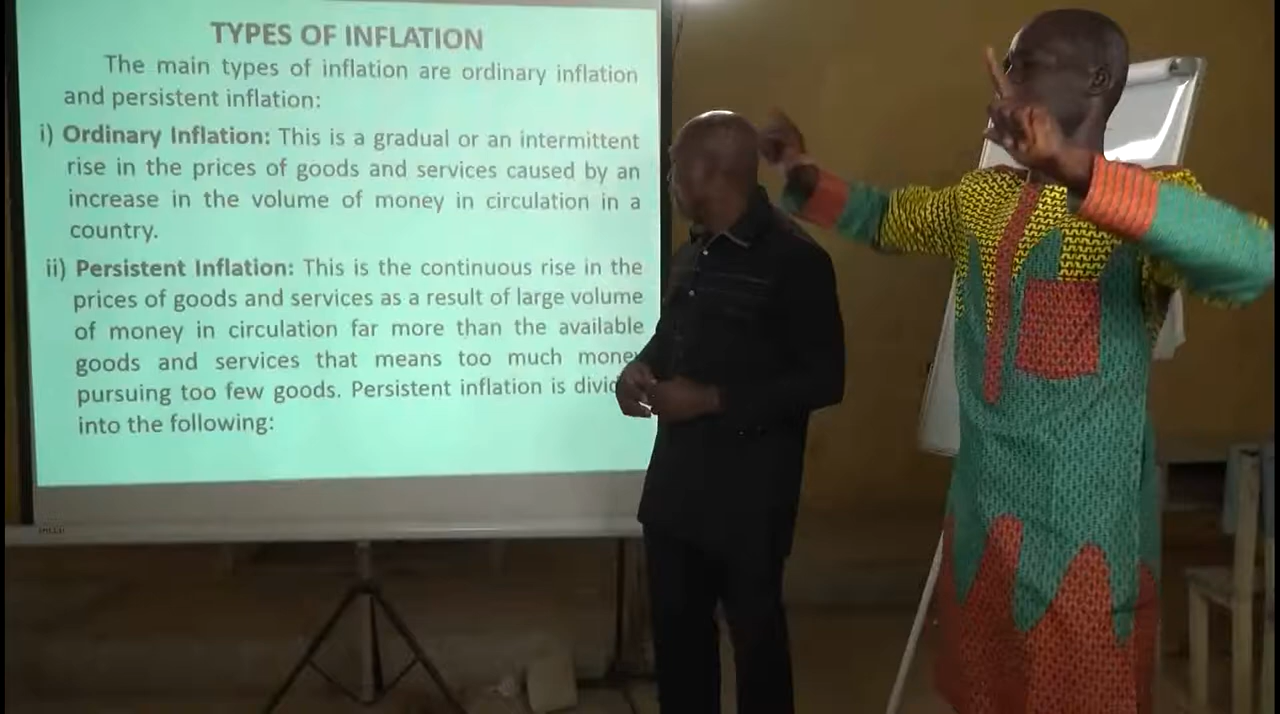 TYPES OF INFLATION
The main types of inflation are ordinary inflation
and persistent inflation:
i) Ordinary Inflation: This is a gradual or an intermittent
rise in the prices of goods and services caused by an
increase in the volume of money in circulation in a
country.
ii) Persistent Inflation: This is the continuous rise in the
prices of goods and services as a result of large volume
of money in circulation far more than the available
goods and services that means too much money
pursuing too few goods. Persistent inflation is
into the following: